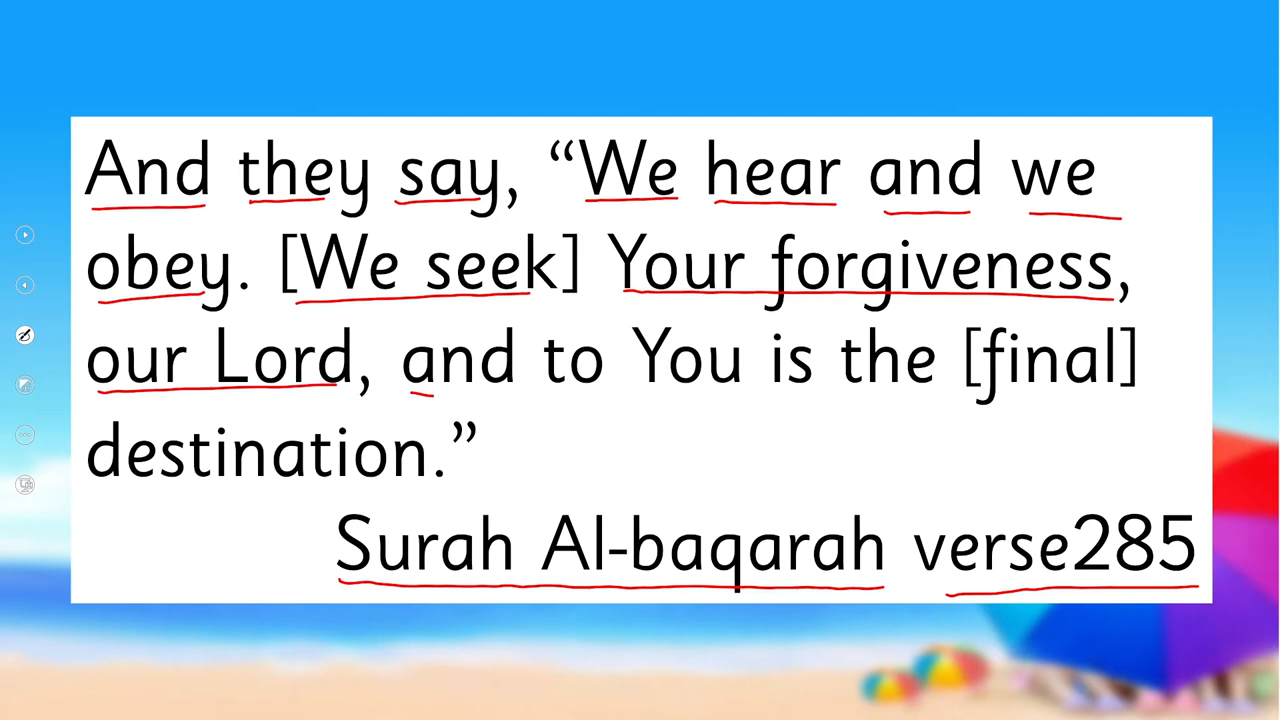 And they say, “We hear and we
obey. [We seek] Your forgiveness,
our Lord, and to You is the [final]
destination.”
Surah Al-baqarah verse285